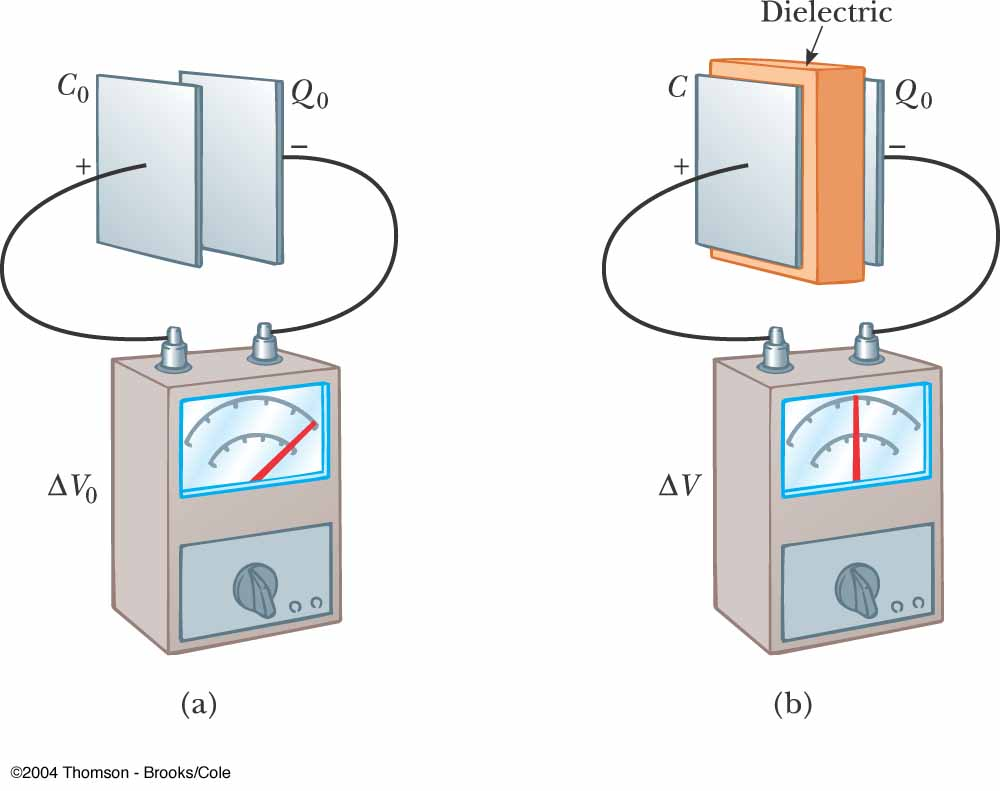 Dielectric
C₀
Q₀
+
−
C
Q₀
+
−
ΔV₀
ΔV
(a)
(b)
©2004 Thomson - Brooks/Cole